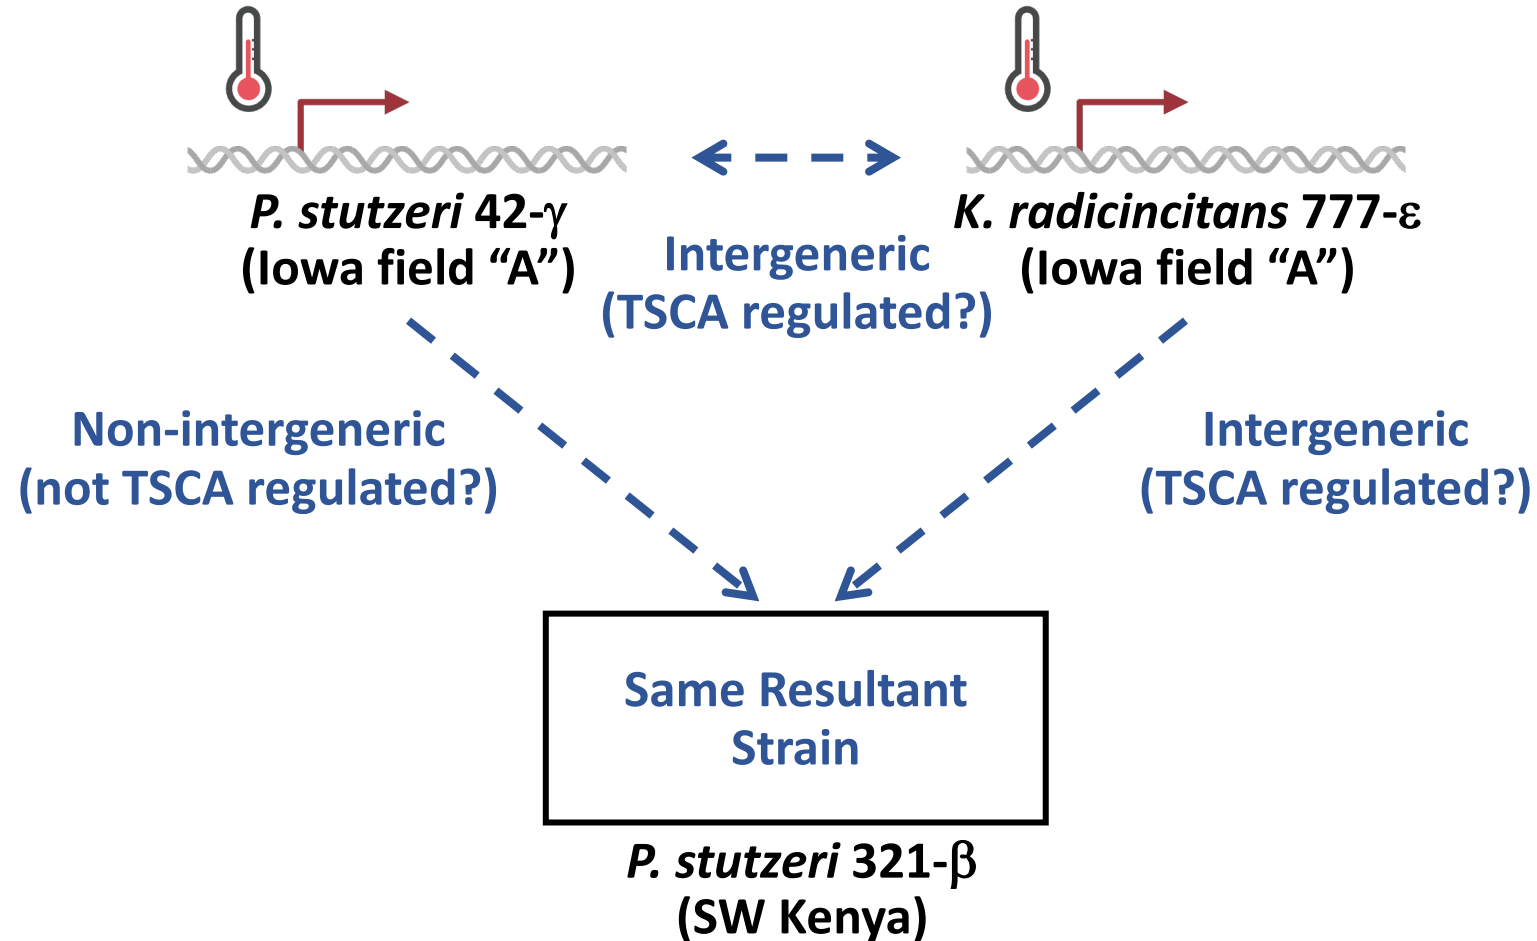 P. stutzeri 42-γ
(Iowa field “A”)
K. radicincitans 777-ε
(Iowa field “A”)
Intergeneric
(TSCA regulated?)
Non-intergeneric
(not TSCA regulated?)
Intergeneric
(TSCA regulated?)
Same Resultant
Strain
P. stutzeri 321-β
(SW Kenya)